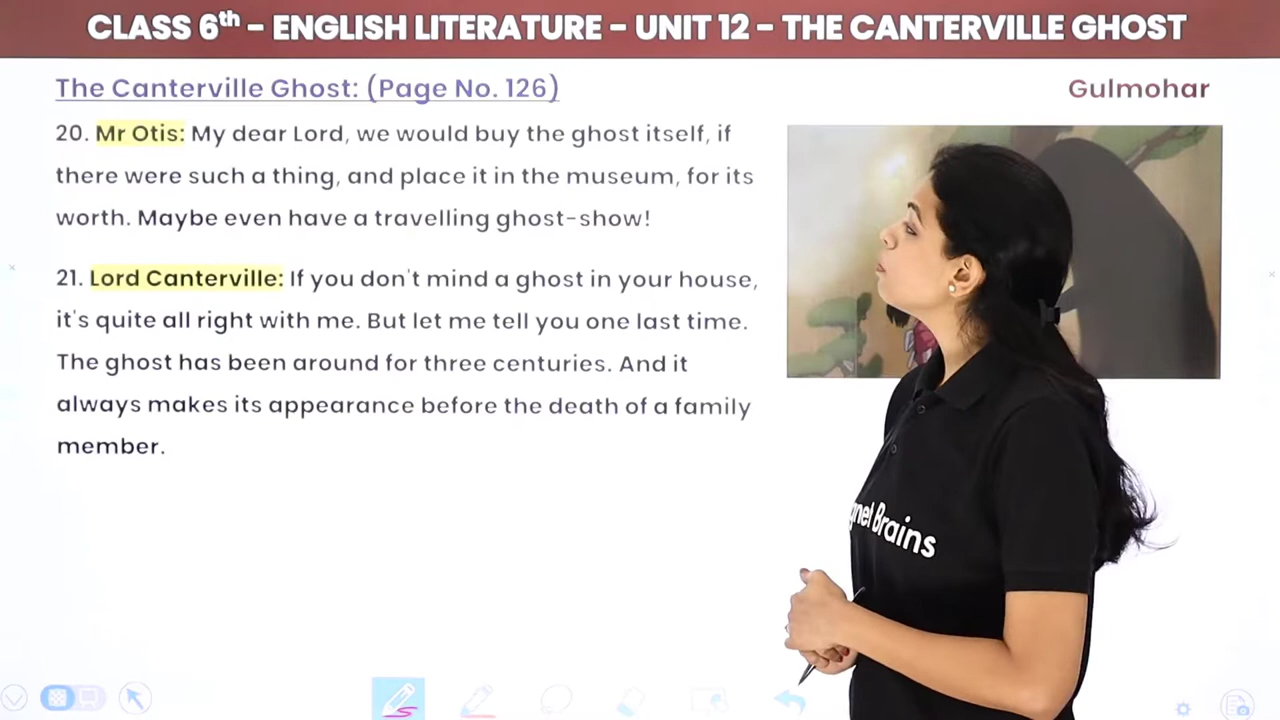 CLASS 6th - ENGLISH LITERATURE - UNIT 12 - THE CANTERVILLE GHOST
The Canterville Ghost: (Page No. 126)
Gulmohar
20. Mr Otis: My dear Lord, we would buy the ghost itself, if
there were such a thing, and place it in the museum, for its
worth. Maybe even have a travelling ghost-show!
21. Lord Canterville: If you don't mind a ghost in your house,
it's quite all right with me. But let me tell you one last time.
The ghost has been around for three centuries. And it
always makes its appearance before the death of a family
member.
gnet Brains